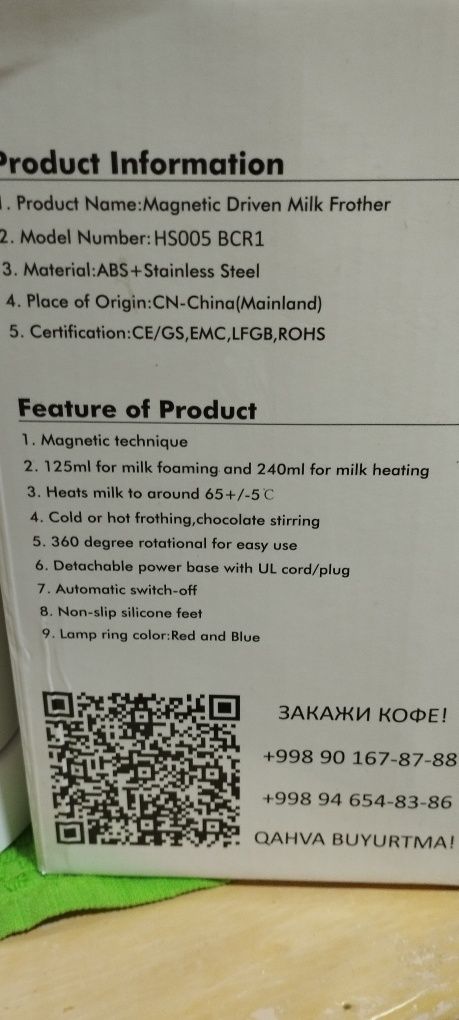 Product Information
1. Product Name:Magnetic Driven Milk Frother
2. Model Number:HS005 BCR1
3. Material:ABS+Stainless Steel
4. Place of Origin:CN-China(Mainland)
5. Certification:CE/GS,EMC,LFGB,ROHS
Feature of Product
1. Magnetic technique
2. 125ml for milk foaming and 240ml for milk heating
3. Heats milk to around 65+/-5℃
4. Cold or hot frothing,chocolate stirring
5. 360 degree rotational for easy use
6. Detachable power base with UL cord/plug
7. Automatic switch-off
8. Non-slip silicone feet
9. Lamp ring color:Red and Blue
ЗАКАЖИ КОФЕ!
+998 90 167-87-88
+998 94 654-83-86
QAHVA BUYURTMA!